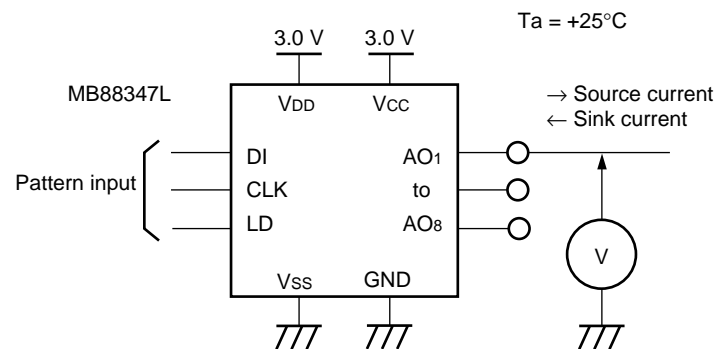 Ta = +25°C
3.0 V 3.0 V
MB88347L
VDD VCC
→ Source current
← Sink current
DI AO1
Pattern input CLK to
LD AO8
V
VSS GND